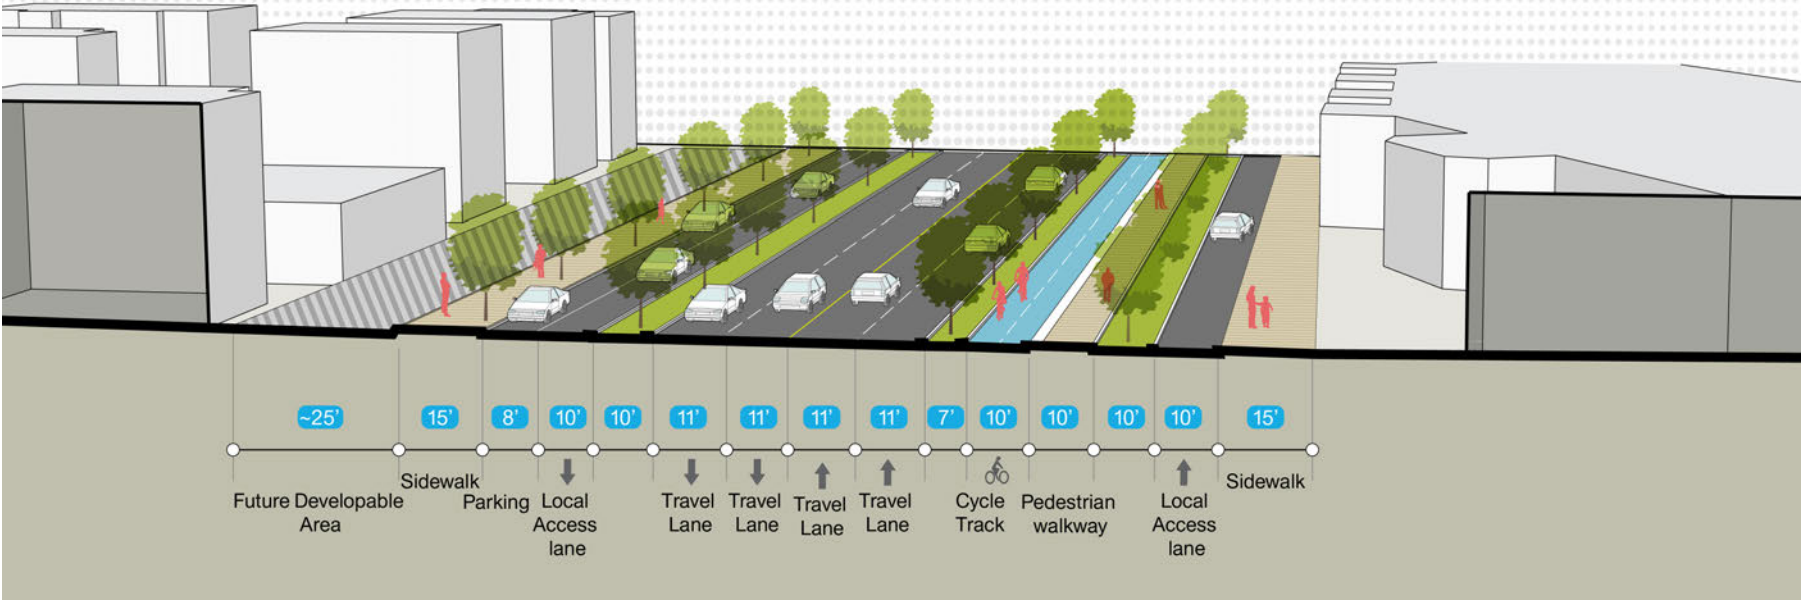 ~25’ 15’ 8’ 10’ 10’ 11’ 11’ 11’ 11’ 7’ 10’ 10’ 10’ 10’ 15’
Future Developable
Area
Sidewalk
Parking
Local
Access
lane
Travel
Lane
Travel
Lane
Travel
Lane
Travel
Lane
Cycle
Track
Pedestrian
walkway
Local
Access
lane
Sidewalk